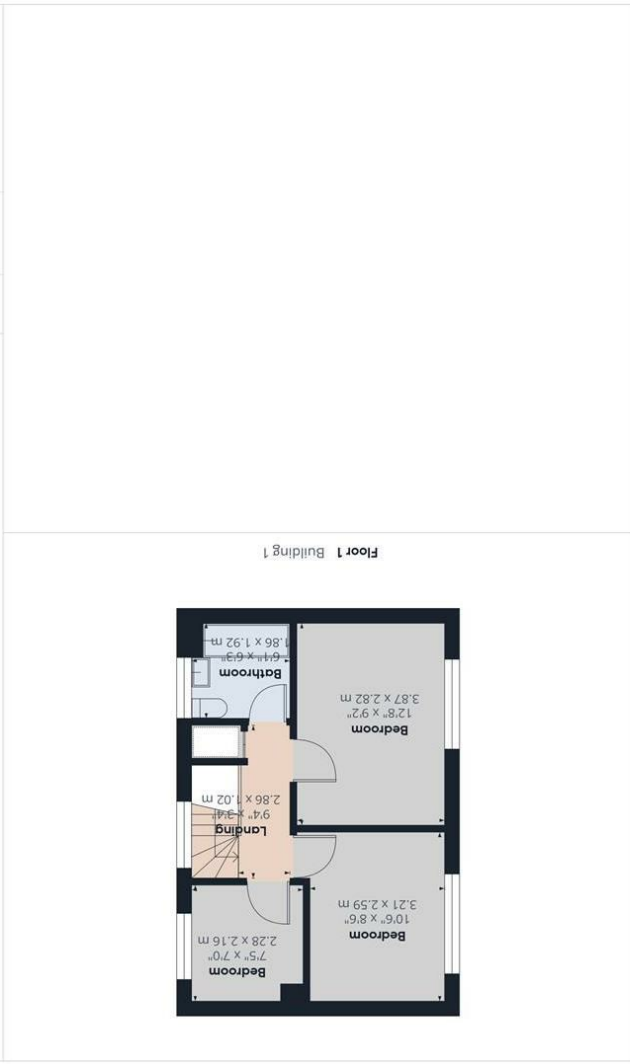 Bedroom
7'5" x 7'0"
2.28 x 2.16 m
Bedroom
10'6" x 8'6"
3.21 x 2.59 m
Landing
9'4" x 3'4"
2.86 x 1.02 m
Bedroom
12'8" x 9'2"
3.87 x 2.82 m
Bathroom
6'1" x 6'3"
1.86 x 1.92 m
Floor 1 Building 1